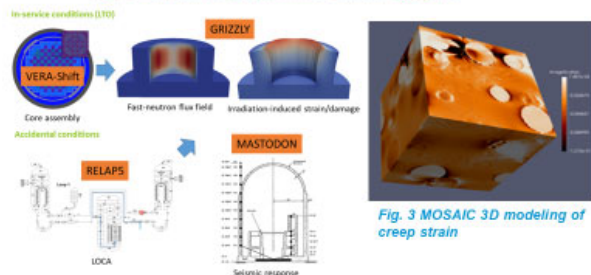 In-service conditions (LTO)
GRIZZLY
VERA-Shift
Core assembly
Fast-neutron flux field
Irradiation-induced strain/damage
Accidental conditions
RELAP5
MASTODON
LOCA
Seismic response
Fig. 3 MOSAIC 3D modeling of
creep strain